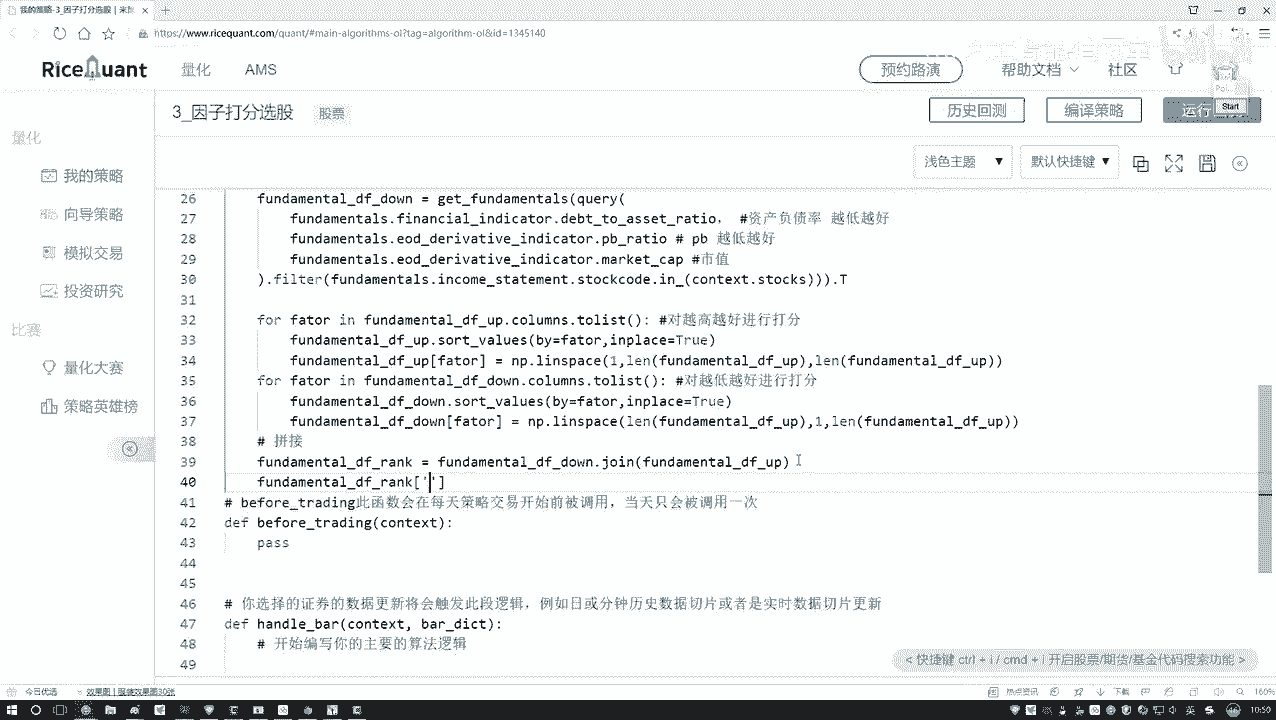 我的策略-3_因子打分选股 | 米
https://www.ricequant.com/quant/#main-algorithms-ol?tag=algorithm-ol&id=1345140
RiceQuant 量化 AMS 预约路演 帮助文档 社区
3_因子打分选股 股票 历史回测 编译策略 运行
Start
浅色主题 默认快捷键
量化
我的策略
向导策略
模拟交易
投资研究
比赛
量化大赛
策略英雄榜
26 fundamental_df_down = get_fundamentals(query(
27 fundamentals.financial_indicator.debt_to_asset_ratio, #资产负债率 越低越好
28 fundamentals.eod_derivative_indicator.pb_ratio # pb 越低越好
29 fundamentals.eod_derivative_indicator.market_cap #市值
30 ).filter(fundamentals.income_statement.stockcode.in_(context.stocks))).T
31
32 for fator in fundamental_df_up.columns.tolist(): #对越高越好进行打分
33 fundamental_df_up.sort_values(by=fator,inplace=True)
34 fundamental_df_up[fator] = np.linspace(1,len(fundamental_df_up),len(fundamental_df_up))
35 for fator in fundamental_df_down.columns.tolist(): #对越低越好进行打分
36 fundamental_df_down.sort_values(by=fator,inplace=True)
37 fundamental_df_down[fator] = np.linspace(len(fundamental_df_up),1,len(fundamental_df_up))
38 # 拼接
39 fundamental_df_rank = fundamental_df_down.join(fundamental_df_up)
40 fundamental_df_rank['']
41 # before_trading此函数会在每天策略交易开始前被调用，当天只会被调用一次
42 def before_trading(context):
43 pass
44
45
46 # 你选择的证券的数据更新将会触发此段逻辑，例如日或分钟历史数据切片或者是实时数据切片更新
47 def handle_bar(context, bar_dict):
48 # 开始编写你的主要的算法逻辑
49
< 快捷键 ctrl + i / cmd + i 开启股票/期货/基金代码搜索功能 >
今日优选 热点资讯 下载 160%
英 10:50